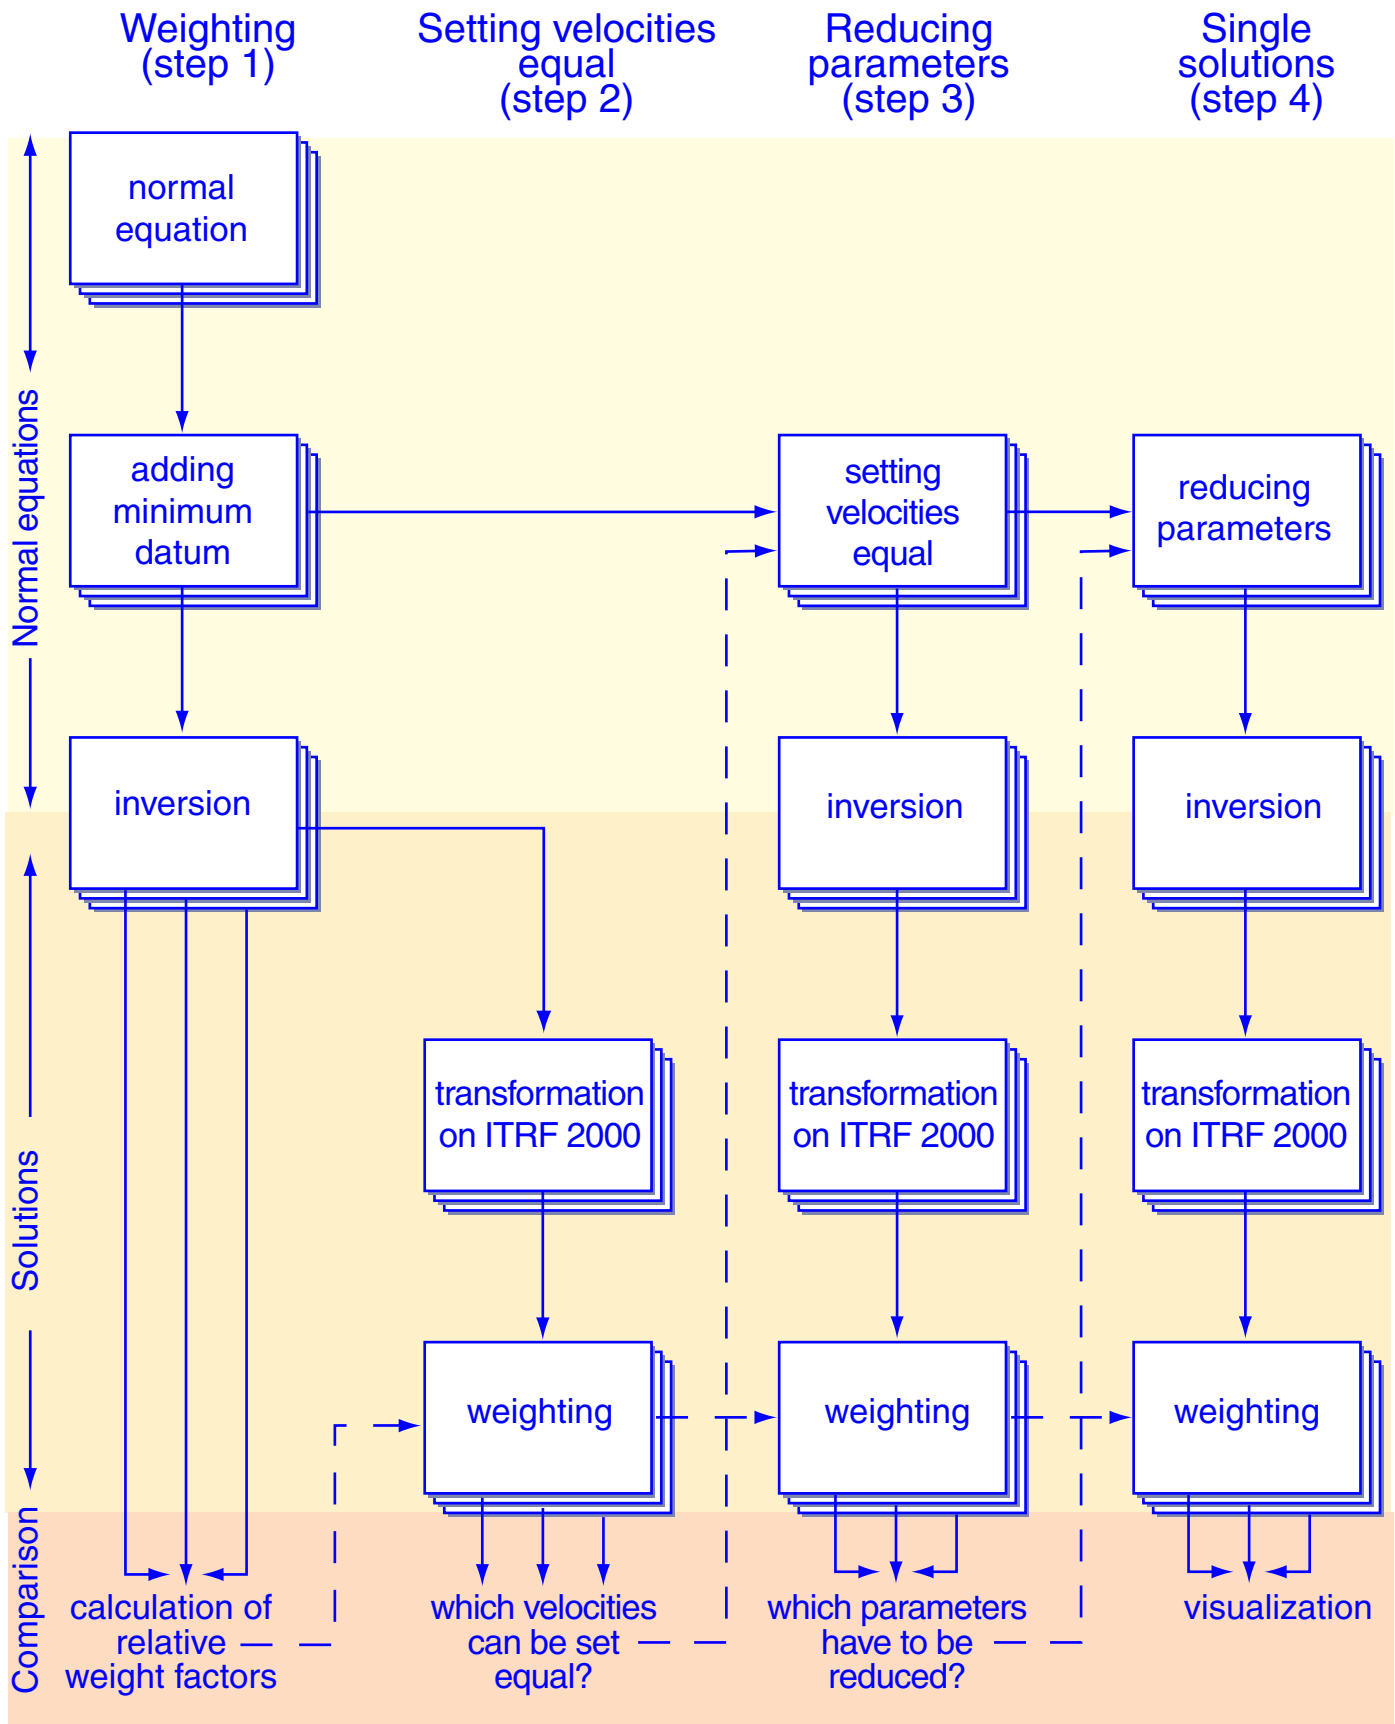 Weighting
(step 1)
Setting velocities
equal
(step 2)
Reducing
parameters
(step 3)
Single
solutions
(step 4)
Normal equations
Solutions
Comparison
normal
equation
adding
minimum
datum
setting
velocities
equal
reducing
parameters
inversion
inversion
inversion
transformation
on ITRF 2000
transformation
on ITRF 2000
transformation
on ITRF 2000
weighting
weighting
weighting
calculation of
relative
weight factors
which velocities
can be set
equal?
which parameters
have to be
reduced?
visualization